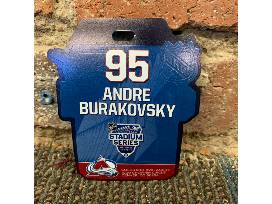 95
ANDRE
BURAKOVSKY
STADIUM
SERIES